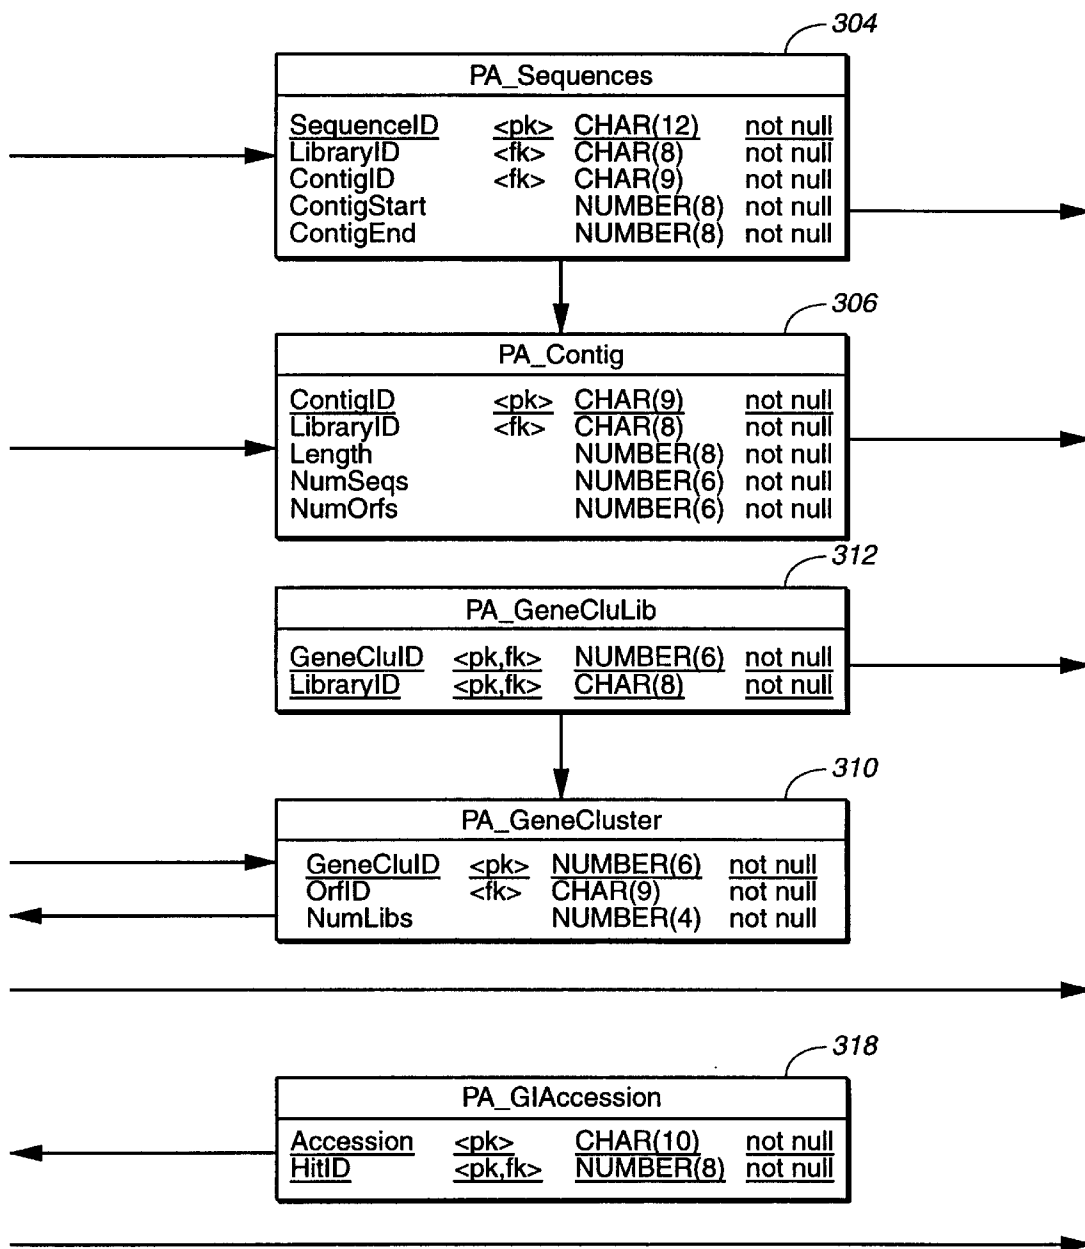 304
PA_Sequences
SequenceID <pk> CHAR(12) not null
LibraryID <fk> CHAR(8) not null
ContigID <fk> CHAR(9) not null
ContigStart NUMBER(8) not null
ContigEnd NUMBER(8) not null
306
PA_Contig
ContigID <pk> CHAR(9) not null
LibraryID <fk> CHAR(8) not null
Length NUMBER(8) not null
NumSeqs NUMBER(6) not null
NumOrfs NUMBER(6) not null
312
PA_GeneCluLib
GeneCluID <pk,fk> NUMBER(6) not null
LibraryID <pk,fk> CHAR(8) not null
310
PA_GeneCluster
GeneCluID <pk> NUMBER(6) not null
OrfID <fk> CHAR(9) not null
NumLibs NUMBER(4) not null
318
PA_GIAccession
Accession <pk> CHAR(10) not null
HitID <pk,fk> NUMBER(8) not null